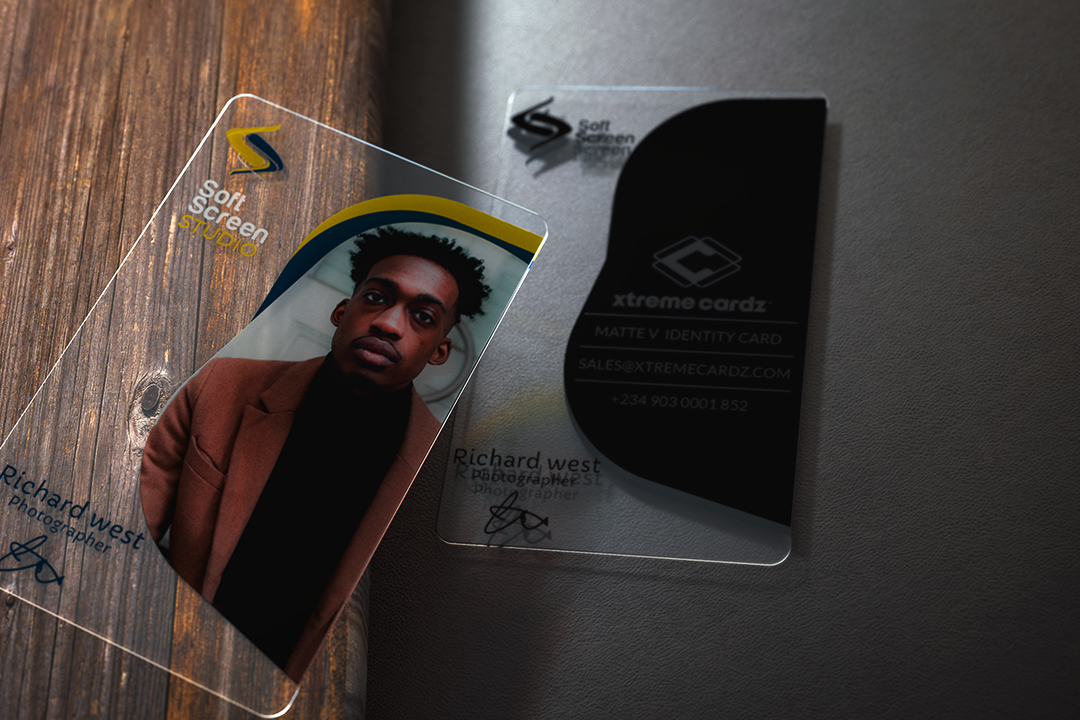 Soft
Screen
STUDIO
Richard west
Photographer
Soft
Screen
xtreme cardz
MATTE V IDENTITY CARD
SALES@XTREMECARDZ.COM
+234 903 0001 852
Richard west
Photographer